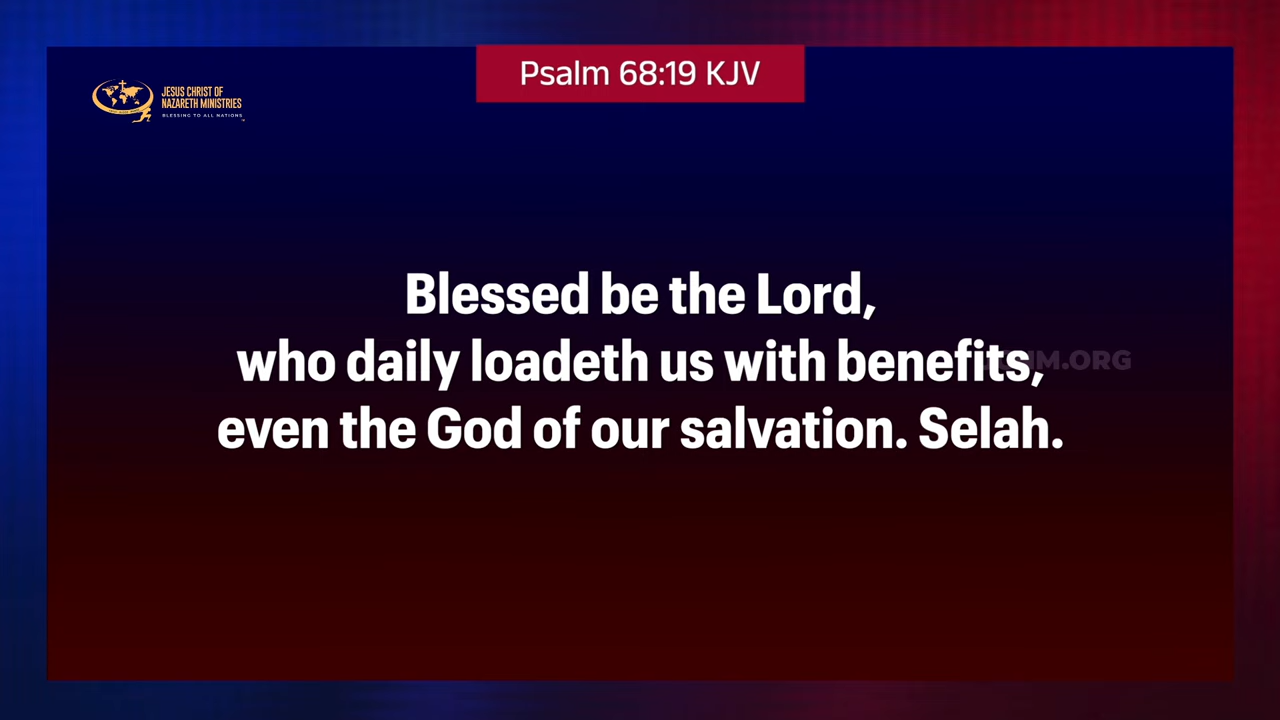 Psalm 68:19 KJV
JESUS CHRIST OF
NAZARETH MINISTRIES
BLESSING TO ALL NATIONS
Blessed be the Lord,
who daily loadeth us with benefits,
even the God of our salvation. Selah.